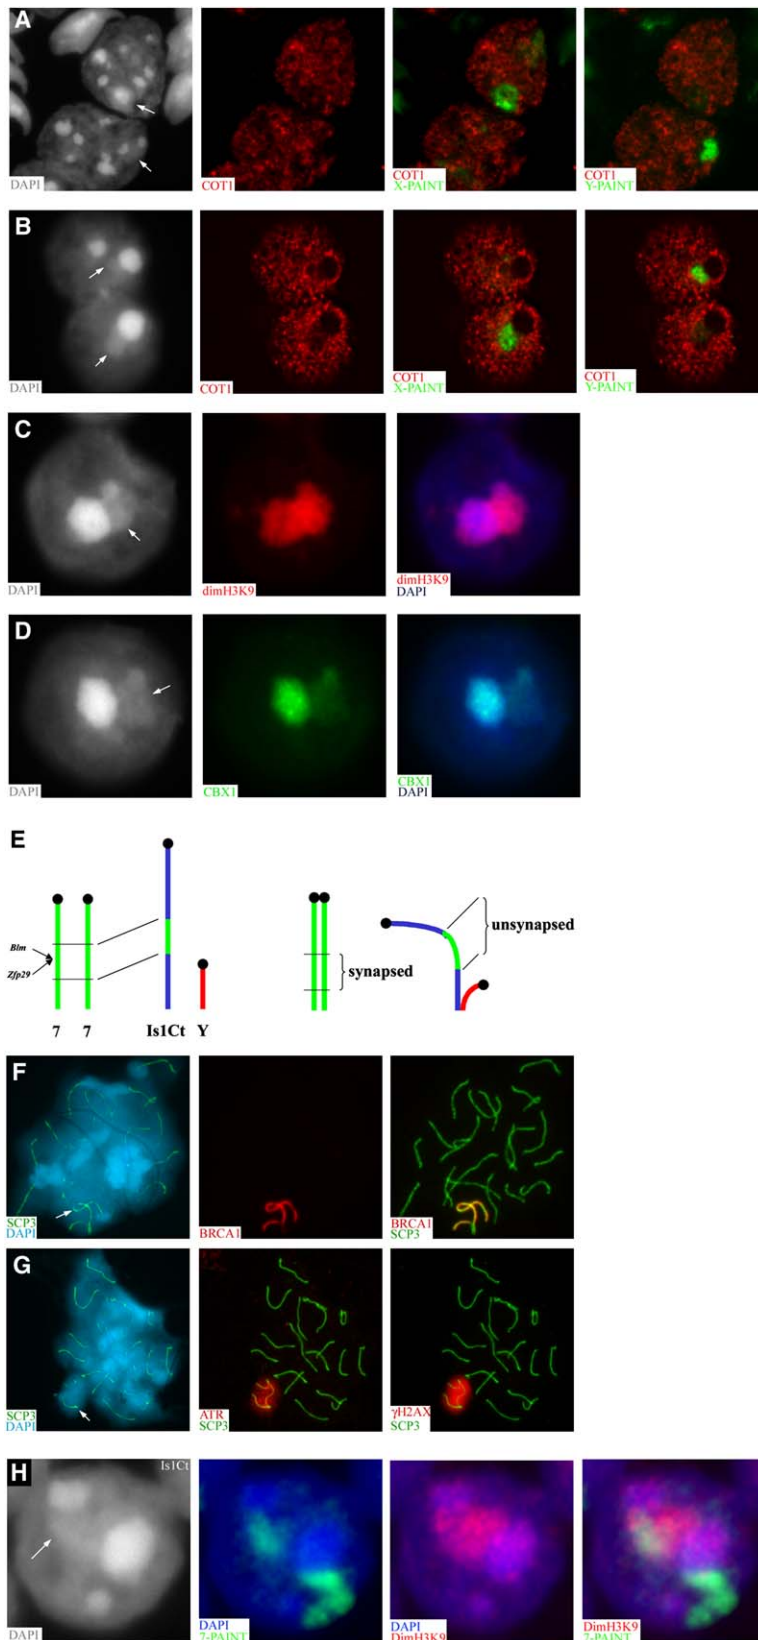 A
DAPI
COT1
COT1
X-PAINT
COT1
Y-PAINT
B
DAPI
COT1
COT1
X-PAINT
COT1
Y-PAINT
C
DAPI
dimH3K9
dimH3K9
DAPI
D
DAPI
CBX1
CBX1
DAPI
E
Blm
Zfp29
7 7 Is1Ct Y
synapsed
unsynapsed
F
SCP3
DAPI
BRCA1
BRCA1
SCP3
G
SCP3
DAPI
ATR
SCP3
γH2AX
SCP3
H
Is1Ct
DAPI
DAPI
7-PAINT
DAPI
DimH3K9
DimH3K9
7-PAINT